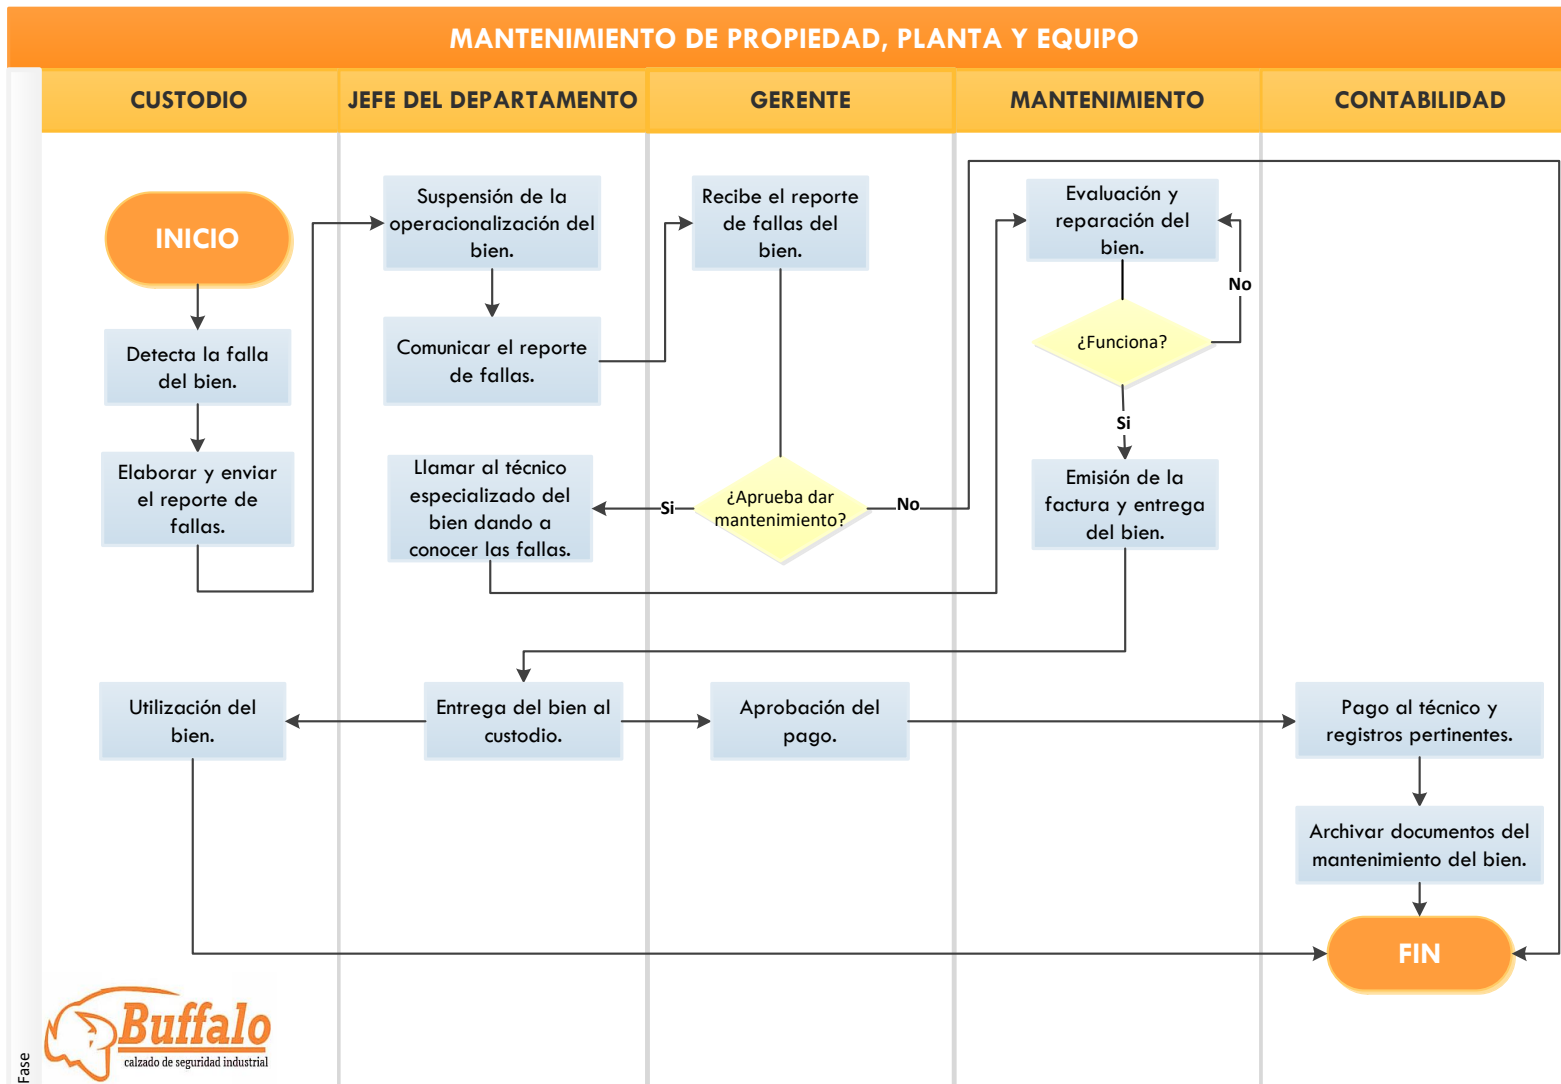 MANTENIMIENTO DE PROPIEDAD, PLANTA Y EQUIPO
CUSTODIO
JEFE DEL DEPARTAMENTO
GERENTE
MANTENIMIENTO
CONTABILIDAD
INICIO
Detecta la falla
del bien.
Elaborar y enviar
el reporte de
fallas.
Suspensión de la
operacionalización del
bien.
Comunicar el reporte
de fallas.
Recibe el reporte
de fallas del
bien.
¿Aprueba dar
mantenimiento?
Si
No
Llamar al técnico
especializado del
bien dando a
conocer las fallas.
Evaluación y
reparación del
bien.
¿Funciona?
No
Si
Emisión de la
factura y entrega
del bien.
Entrega del bien al
custodio.
Utilización del
bien.
Aprobación del
pago.
Pago al técnico y
registros pertinentes.
Archivar documentos del
mantenimiento del bien.
FIN
Buffalo
calzado de seguridad industrial
Fase